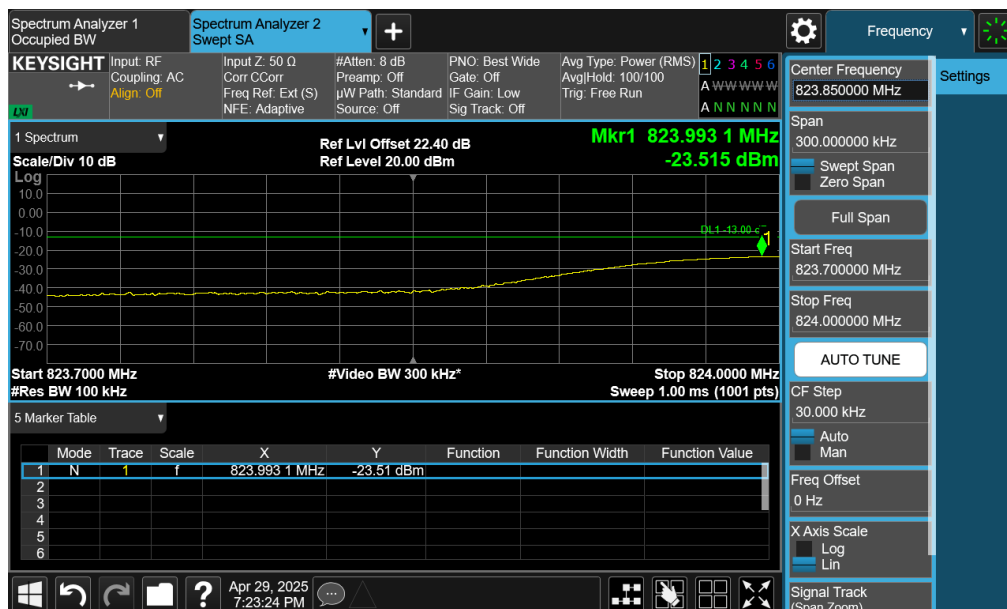 Spectrum Analyzer 1
Occupied BW
Spectrum Analyzer 2
Swept SA
Frequency
KEYSIGHT
LXI
Input: RF
Coupling: AC
Align: Off
Input Z: 50 Ω
Corr CCorr
Freq Ref: Ext (S)
NFE: Adaptive
#Atten: 8 dB
Preamp: Off
µW Path: Standard
Source: Off
PNO: Best Wide
Gate: Off
IF Gain: Low
Sig Track: Off
Avg Type: Power (RMS)
Avg|Hold: 100/100
Trig: Free Run
1 2 3 4 5 6
A W W W W W
A N N N N N
1 Spectrum
Scale/Div 10 dB
Ref Lvl Offset 22.40 dB
Ref Level 20.00 dBm
Mkr1 823.993 1 MHz
-23.515 dBm
Log
10.0
0.00
-10.0
-20.0
-30.0
-40.0
-50.0
-60.0
-70.0
DL1 -13.00
1
Start 823.7000 MHz
#Video BW 300 kHz*
Stop 824.0000 MHz
#Res BW 100 kHz
Sweep 1.00 ms (1001 pts)
5 Marker Table
Mode Trace Scale X Y Function Function Width Function Value
1 N 1 f 823.993 1 MHz -23.51 dBm
2
3
4
5
6
Center Frequency
823.850000 MHz
Span
300.000000 kHz
Swept Span
Zero Span
Full Span
Start Freq
823.700000 MHz
Stop Freq
824.000000 MHz
AUTO TUNE
CF Step
30.000 kHz
Auto
Man
Freq Offset
0 Hz
X Axis Scale
Log
Lin
Signal Track
(Span Zoom)
Settings
?
Apr 29, 2025
7:23:24 PM